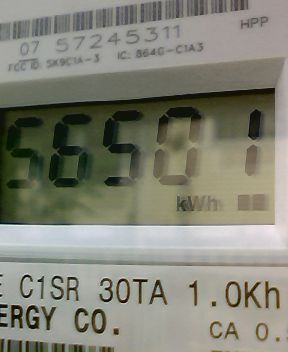 07 57245311 HPP
FCC ID: SK9C1A-3 IC: 864G-C1A3
56501
kWh
E C1SR 30TA 1.0Kh
ERGY CO.
CA 0.